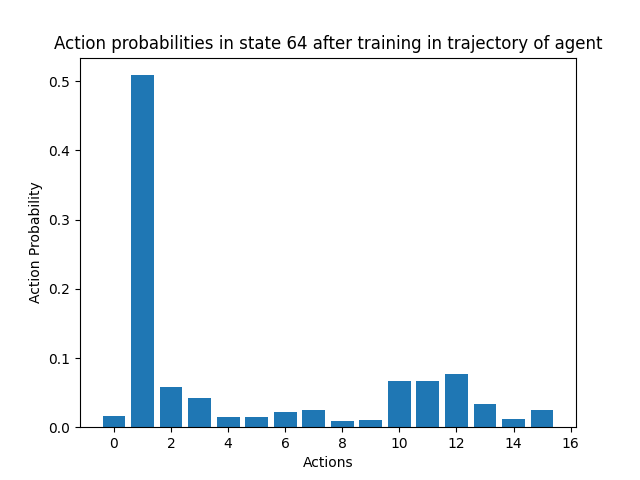 Action probabilities in state 64 after training in trajectory of agent
0.5
0.4
0.3
0.2
0.1
0.0
Action Probability
0 2 4 6 8 10 12 14 16
Actions